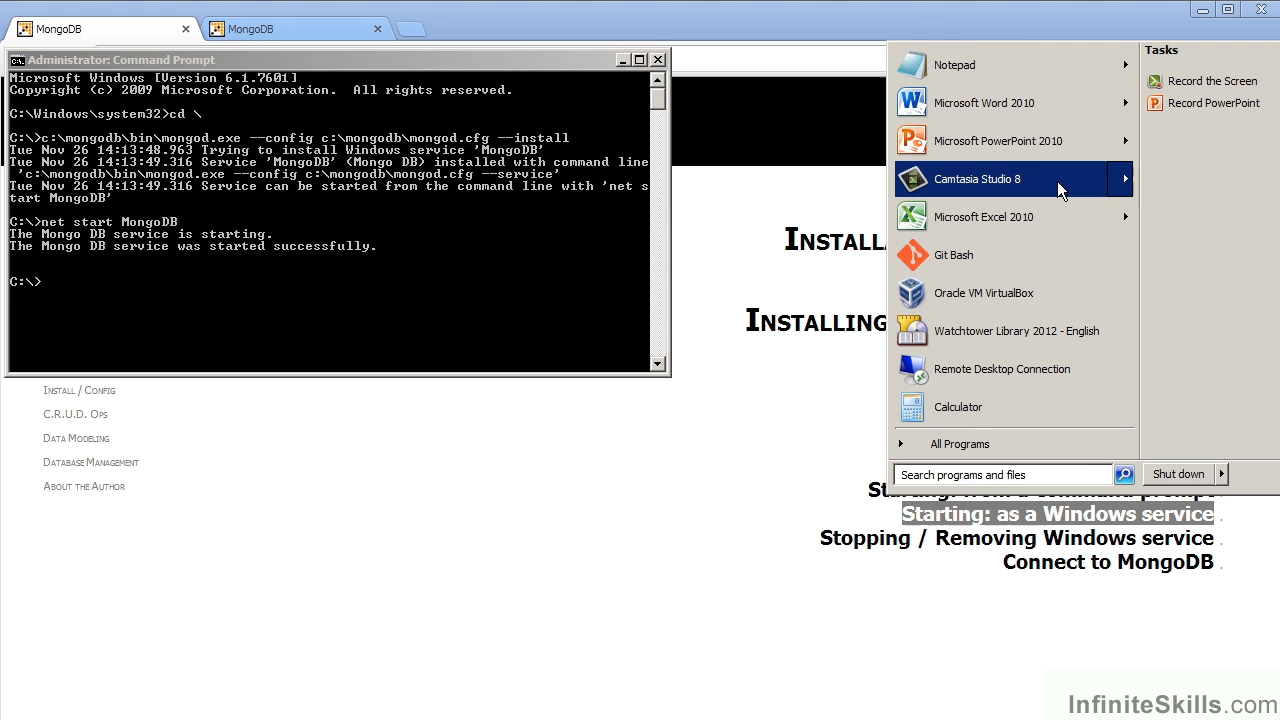 MongoDB
MongoDB
Administrator: Command Prompt
Microsoft Windows [Version 6.1.7601]
Copyright (c) 2009 Microsoft Corporation.  All rights reserved.
C:\Windows\system32>cd \
C:\>c:\mongodb\bin\mongod.exe --config c:\mongodb\mongod.cfg --install
Tue Nov 26 14:13:48.963 Trying to install Windows service 'MongoDB'
Tue Nov 26 14:13:49.316 Service 'MongoDB' (Mongo DB) installed with command line
'c:\mongodb\bin\mongod.exe --config c:\mongodb\mongod.cfg --service'
Tue Nov 26 14:13:49.316 Service can be started from the command line with 'net s
tart MongoDB'
C:\>net start MongoDB
The Mongo DB service is starting.
The Mongo DB service was started successfully.
C:\>
Install / Config
C.R.U.D. Ops
Data Modeling
Database Management
About the Author
Notepad
Microsoft Word 2010
Microsoft PowerPoint 2010
Camtasia Studio 8
Microsoft Excel 2010
Git Bash
Oracle VM VirtualBox
Watchtower Library 2012 - English
Remote Desktop Connection
Calculator
All Programs
Search programs and files
Shut down
Tasks
Record the Screen
Record PowerPoint
Installing
Starting: as a Windows service
Stopping / Removing Windows service
Connect to MongoDB
InfiniteSkills.com